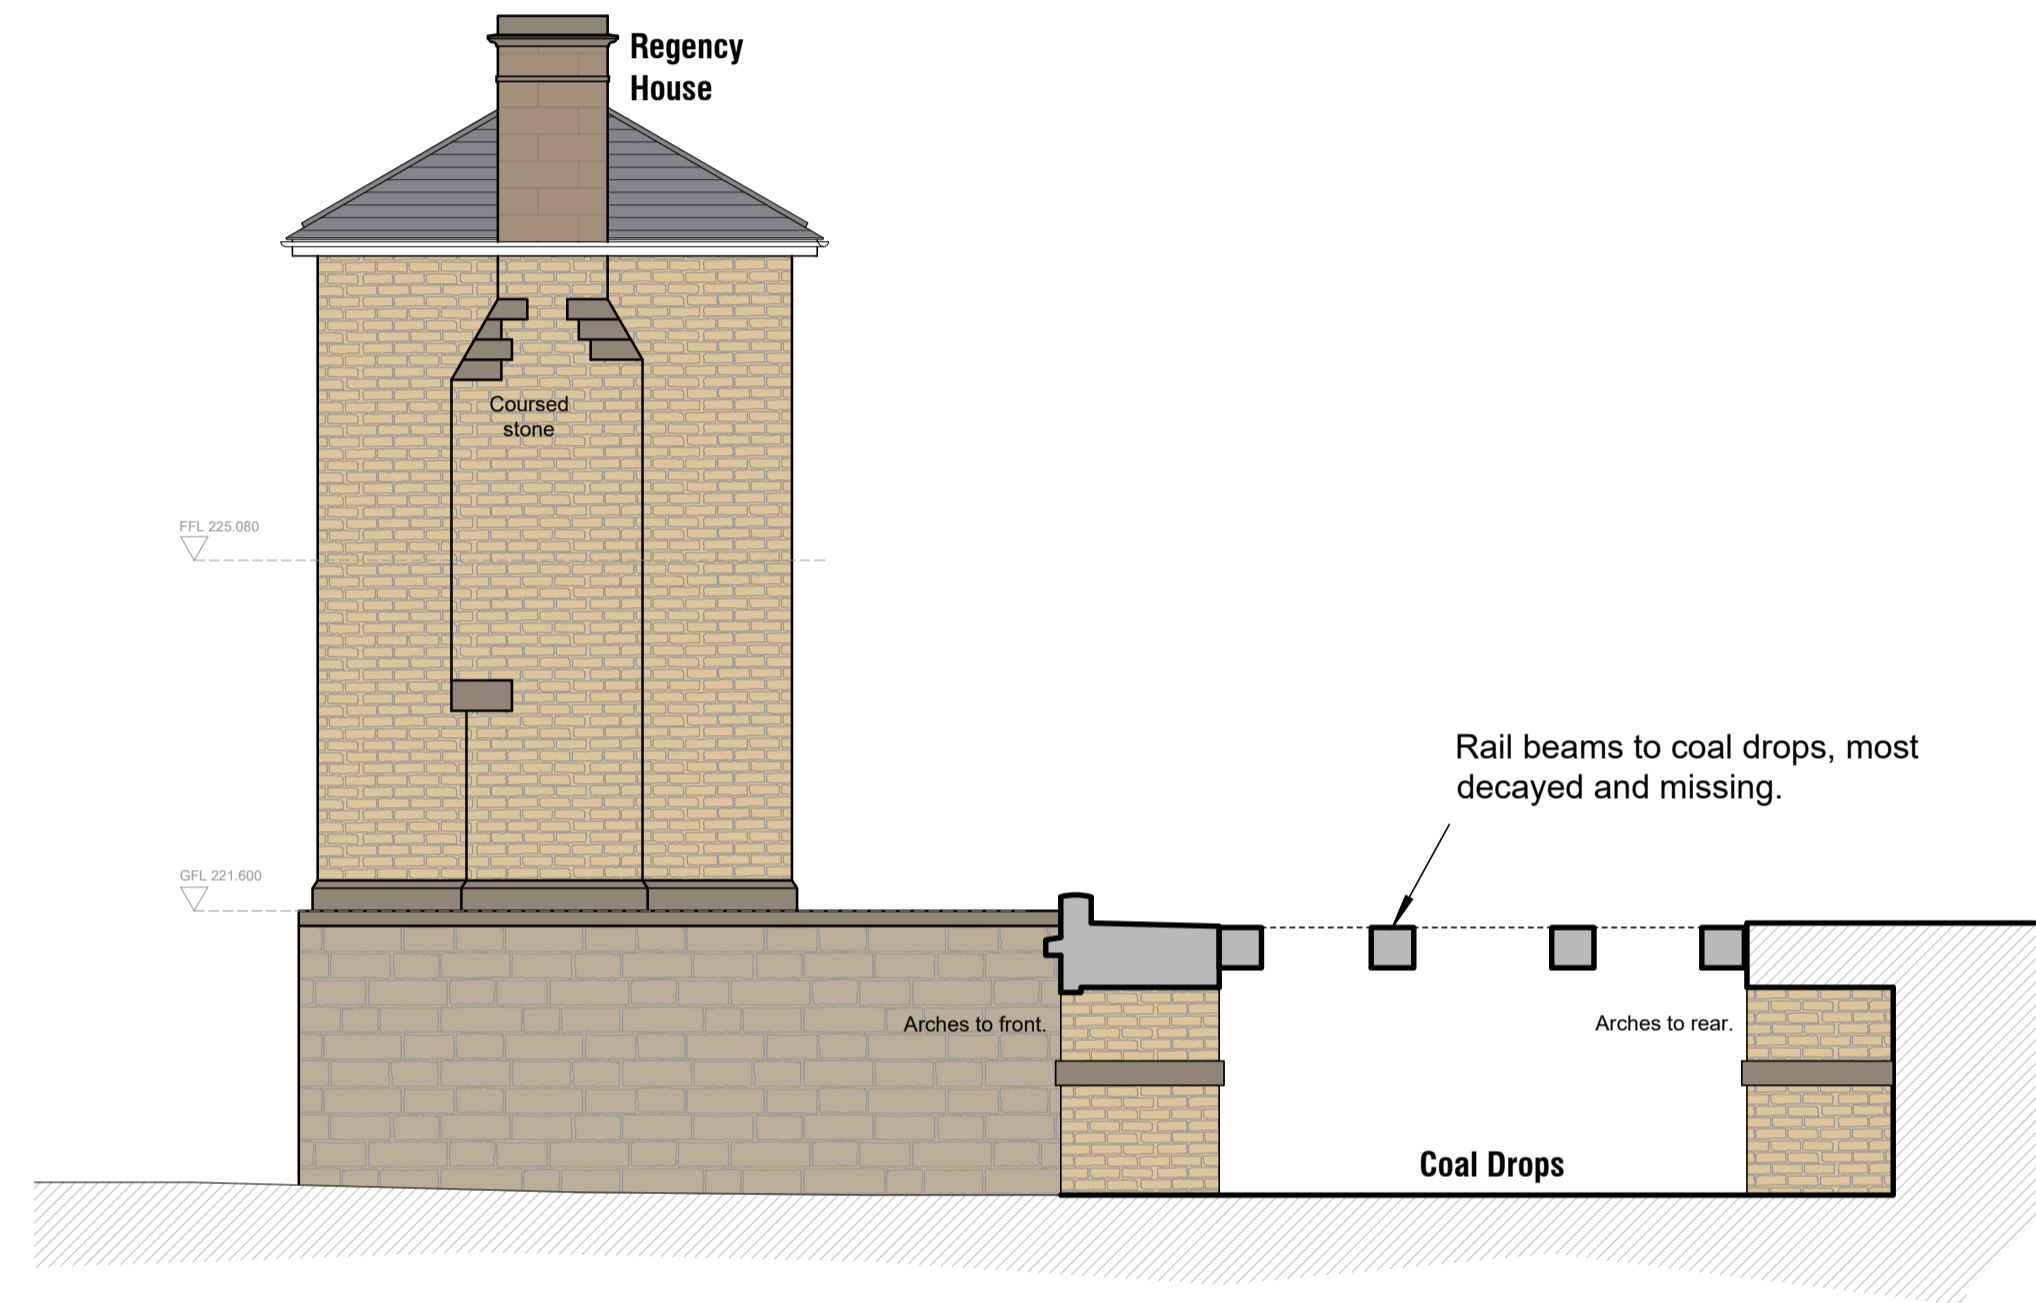 Regency
House
Coursed
stone
FFL 225.080
Rail beams to coal drops, most
decayed and missing.
GFL 221.600
Arches to front.
Arches to rear.
Coal Drops